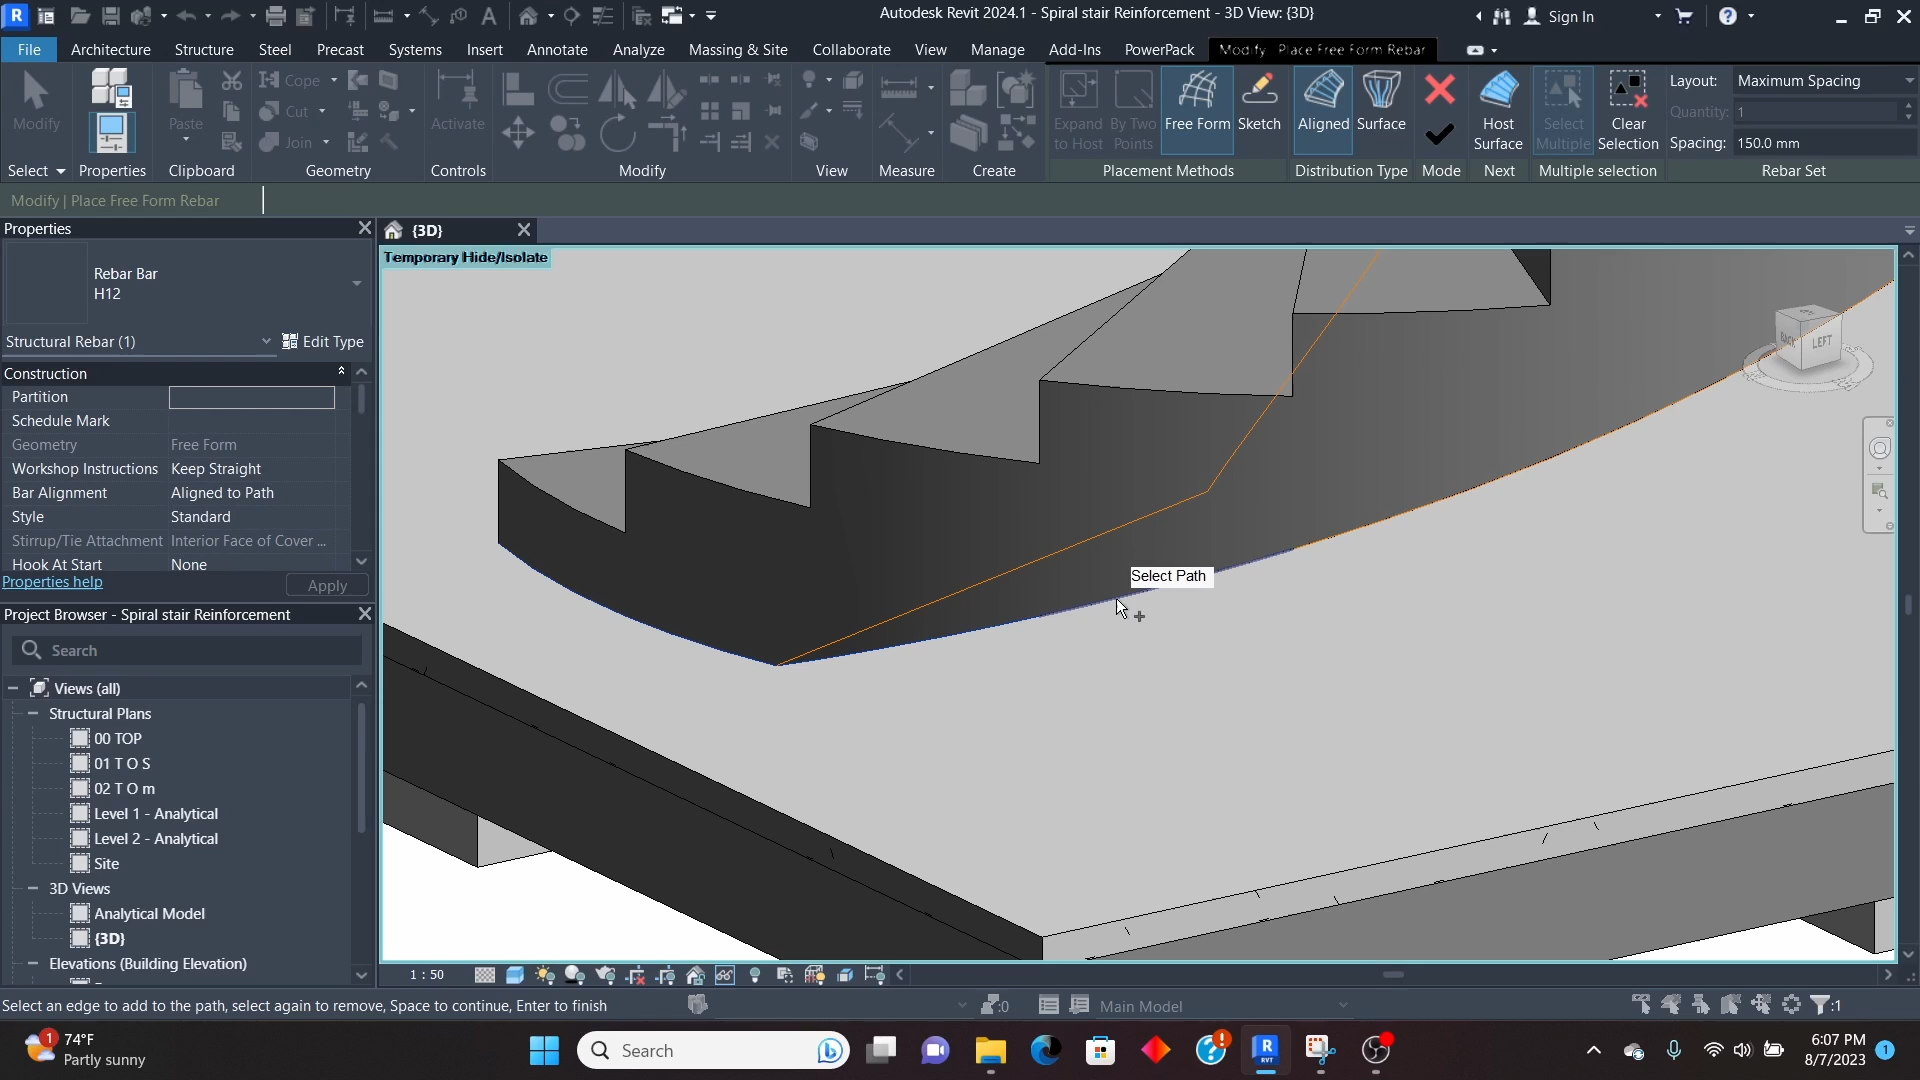 Autodesk Revit 2024.1 - Spiral stair Reinforcement - 3D View: {3D}
Sign In
File Architecture Structure Steel Precast Systems Insert Annotate Analyze Massing & Site Collaborate View Manage Add-Ins PowerPack Modify | Place Free Form Rebar
Modify
Paste
Cope
Cut
Join
Activate
Expand to Host
By Two Points
Free Form
Sketch
Aligned
Surface
Host Surface
Select Multiple
Clear Selection
Layout: Maximum Spacing
Quantity: 1
Spacing: 150.0 mm
Select Properties Clipboard Geometry Controls Modify View Measure Create Placement Methods Distribution Type Mode Next Multiple selection Rebar Set
Modify | Place Free Form Rebar
Properties
{3D}
Temporary Hide/Isolate
Rebar Bar
H12
Structural Rebar (1)
Edit Type
Construction
Partition
Schedule Mark
Geometry Free Form
Workshop Instructions Keep Straight
Bar Alignment Aligned to Path
Style Standard
Stirrup/Tie Attachment Interior Face of Cover ...
Hook At Start None
Properties help
Apply
Project Browser - Spiral stair Reinforcement
Search
Views (all)
Structural Plans
00 TOP
01 T O S
02 T O m
Level 1 - Analytical
Level 2 - Analytical
Site
3D Views
Analytical Model
{3D}
Elevations (Building Elevation)
BACK
LEFT
Select Path
1 : 50
Select an edge to add to the path, select again to remove, Space to continue, Enter to finish
:0
Main Model
:1
1
74°F
Partly sunny
Search
R
RVT
6:07 PM
8/7/2023
1